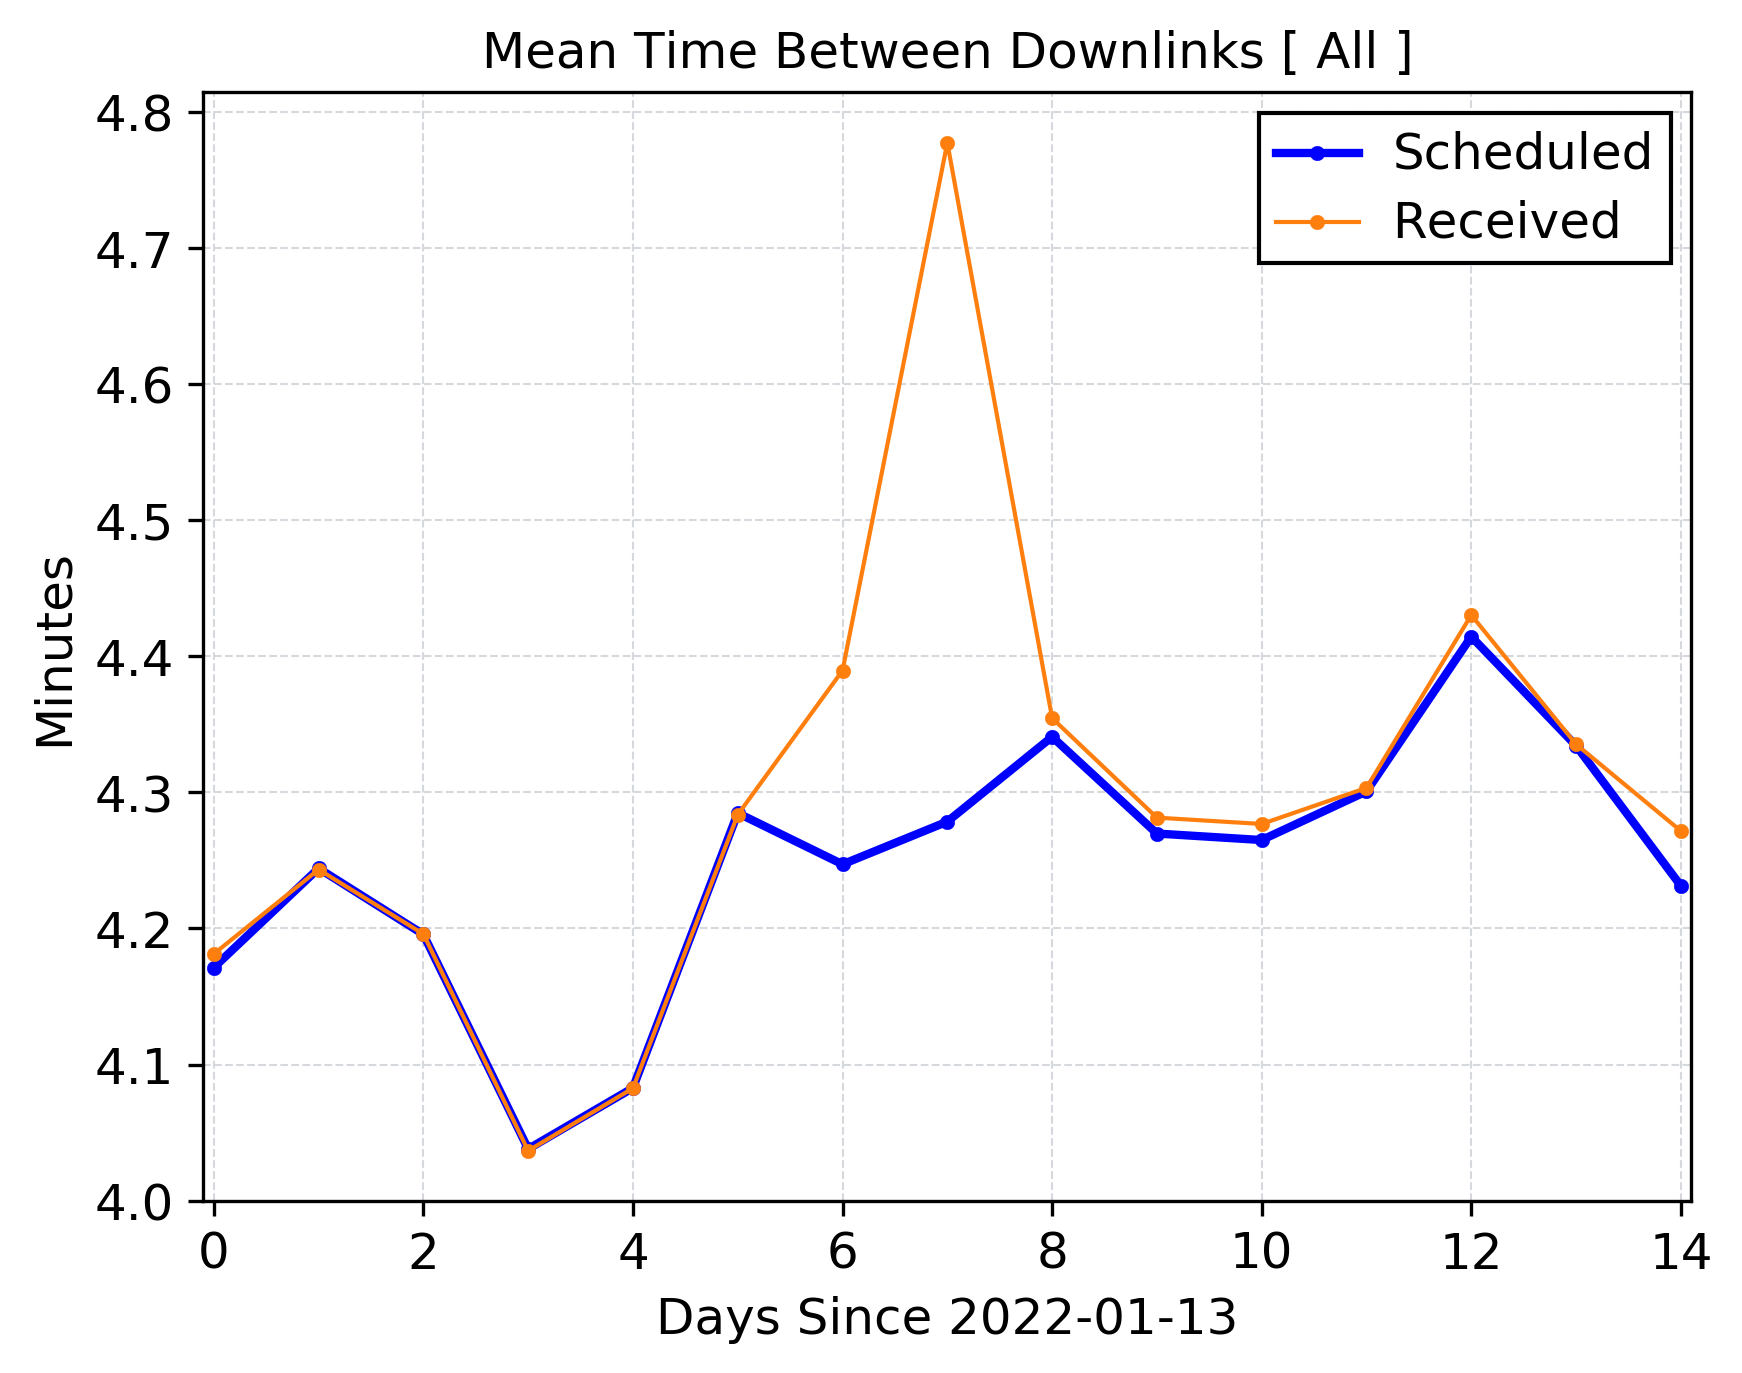 Mean Time Between Downlinks [ All ]
4.8
4.7
4.6
4.5
4.4
4.3
4.2
4.1
4.0
Minutes
Scheduled
Received
0 2 4 6 8 10 12 14
Days Since 2022-01-13